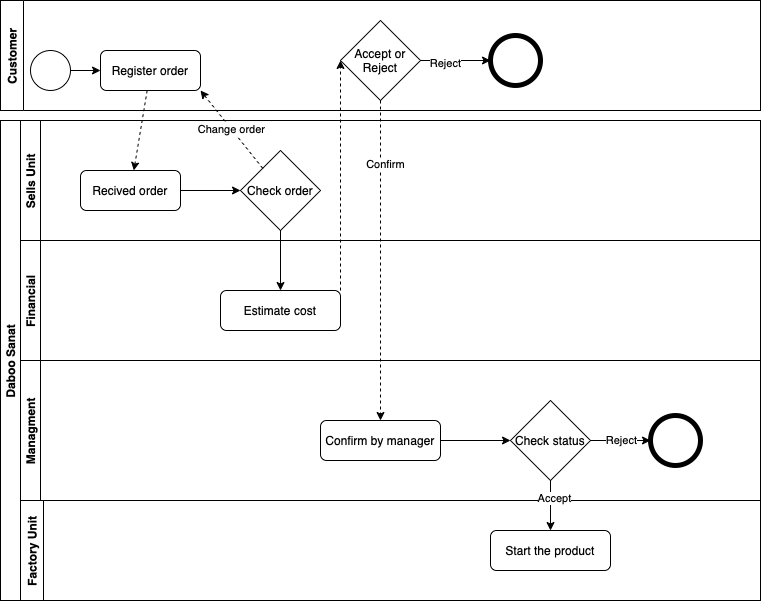 Customer
Register order
Accept or
Reject
Reject
Change order
Confirm
Daboo Sanat
Sells Unit
Recived order
Check order
Financial
Estimate cost
Managment
Confirm by manager
Check status
Reject
Accept
Factory Unit
Start the product